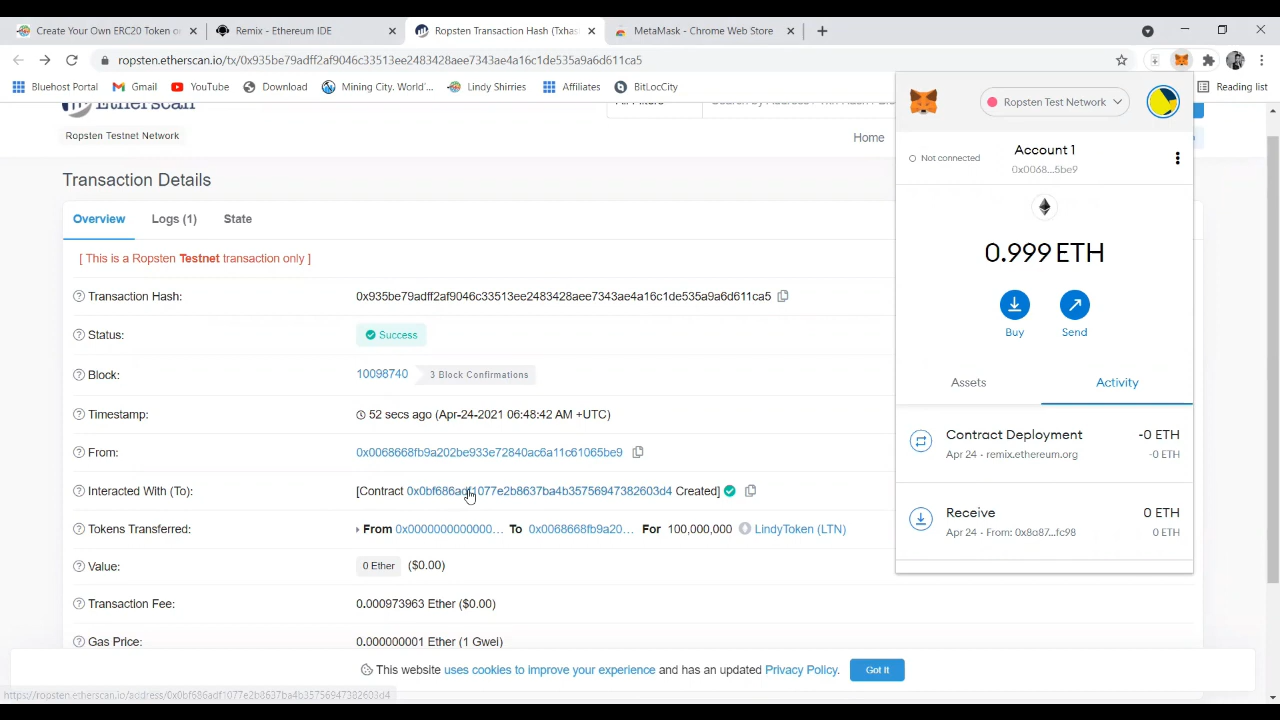 Create Your Own ERC20 Token o
Remix - Ethereum IDE
Ropsten Transaction Hash (Txhas
MetaMask - Chrome Web Store
ropsten.etherscan.io/tx/0x935be79adff2af9046c33513ee2483428aee7343ae4a16c1de535a9a6d611ca5
Bluehost Portal
Gmail
YouTube
Download
Mining City. World'...
Lindy Shirries
Affiliates
BitLocCity
Reading list
Etherscan
Ropsten Testnet Network
Home
Transaction Details
Overview
Logs (1)
State
[ This is a Ropsten Testnet transaction only ]
Transaction Hash: 0x935be79adff2af9046c33513ee2483428aee7343ae4a16c1de535a9a6d611ca5
Status: Success
Block: 10098740 3 Block Confirmations
Timestamp: 52 secs ago (Apr-24-2021 06:48:42 AM +UTC)
From: 0x0068668fb9a202be933e72840ac6a11c61065be9
Interacted With (To): [Contract 0x0bf686adf1077e2b8637ba4b35756947382603d4 Created]
Tokens Transferred: From 0x0000000000000... To 0x0068668fb9a20... For 100,000,000 LindyToken (LTN)
Value: 0 Ether ($0.00)
Transaction Fee: 0.000973963 Ether ($0.00)
Gas Price: 0.000000001 Ether (1 Gwei)
This website uses cookies to improve your experience and has an updated Privacy Policy. Got It
https://ropsten.etherscan.io/address/0x0bf686adf1077e2b8637ba4b35756947382603d4
Ropsten Test Network
Not connected
Account 1
0x0068...5be9
0.999 ETH
Buy
Send
Assets
Activity
Contract Deployment -0 ETH
Apr 24 · remix.ethereum.org -0 ETH
Receive 0 ETH
Apr 24 · From: 0x8a87...fc98 0 ETH